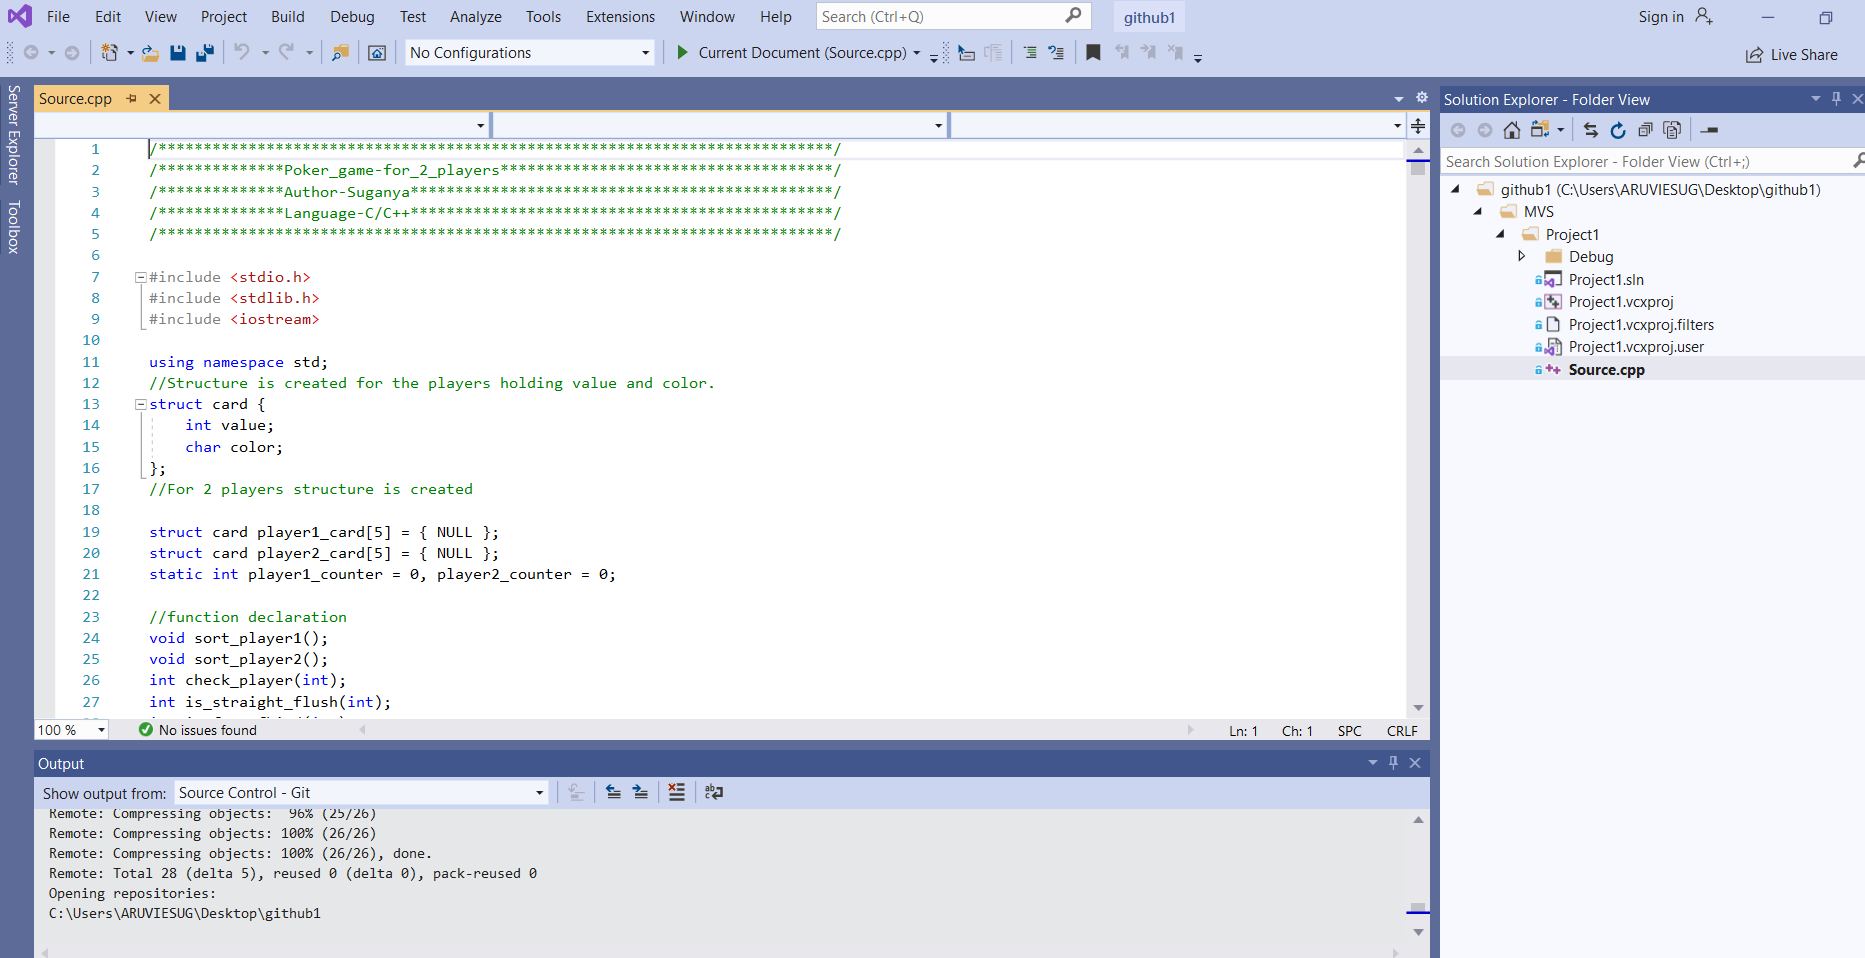 File Edit View Project Build Debug Test Analyze Tools Extensions Window Help Search (Ctrl+Q) github1 Sign in
No Configurations Current Document (Source.cpp) Live Share
Server Explorer
Toolbox
Source.cpp
1 /***************************************************************************/
2 /**************Poker_game-for_2_players*************************************/
3 /**************Author-Suganya***********************************************/
4 /**************Language-C/C++***********************************************/
5 /***************************************************************************/
6
7 #include <stdio.h>
8 #include <stdlib.h>
9 #include <iostream>
10
11 using namespace std;
12 //Structure is created for the players holding value and color.
13 struct card {
14 int value;
15 char color;
16 };
17 //For 2 players structure is created
18
19 struct card player1_card[5] = { NULL };
20 struct card player2_card[5] = { NULL };
21 static int player1_counter = 0, player2_counter = 0;
22
23 //function declaration
24 void sort_player1();
25 void sort_player2();
26 int check_player(int);
27 int is_straight_flush(int);
100 % No issues found Ln: 1 Ch: 1 SPC CRLF
Output
Show output from: Source Control - Git
Remote: Compressing objects:  96% (25/26)
Remote: Compressing objects: 100% (26/26)
Remote: Compressing objects: 100% (26/26), done.
Remote: Total 28 (delta 5), reused 0 (delta 0), pack-reused 0
Opening repositories:
C:\Users\ARUVIESUG\Desktop\github1
Solution Explorer - Folder View
Search Solution Explorer - Folder View (Ctrl+;)
github1 (C:\Users\ARUVIESUG\Desktop\github1)
MVS
Project1
Debug
Project1.sln
Project1.vcxproj
Project1.vcxproj.filters
Project1.vcxproj.user
Source.cpp